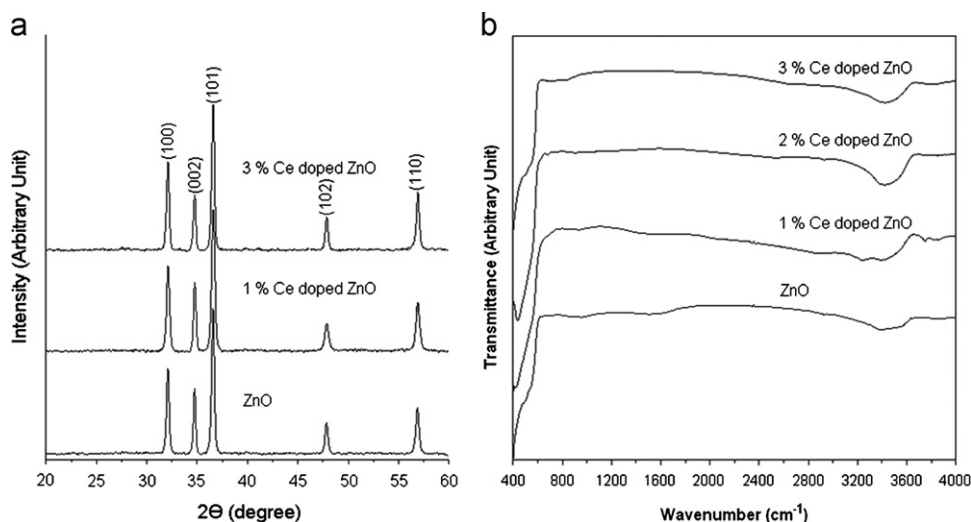 a
Intensity (Arbitrary Unit)
(100)
(002)
(101)
(102)
(110)
3 % Ce doped ZnO
1 % Ce doped ZnO
ZnO
20 25 30 35 40 45 50 55 60
2Θ (degree)
b
Transmittance (Arbitrary Unit)
3 % Ce doped ZnO
2 % Ce doped ZnO
1 % Ce doped ZnO
ZnO
400 800 1200 1600 2000 2400 2800 3200 3600 4000
Wavenumber (cm⁻¹)